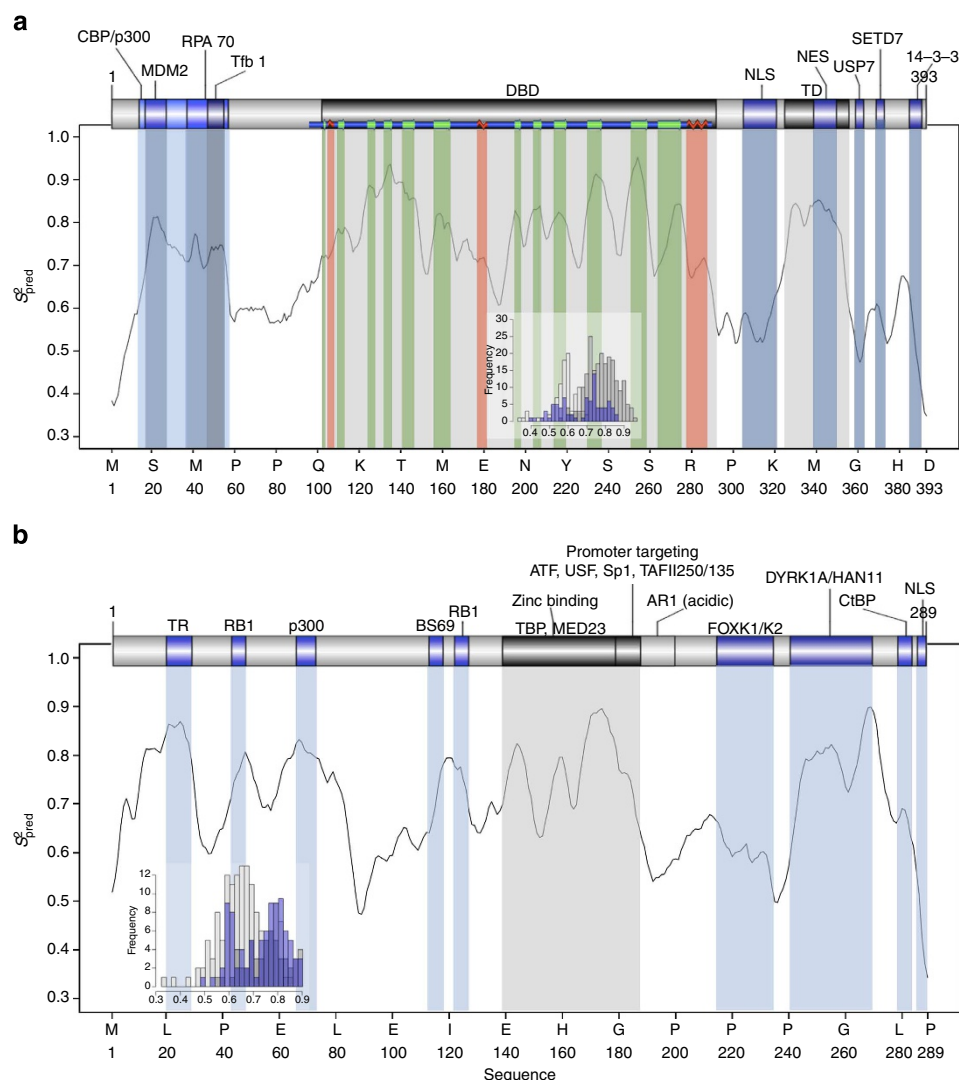 a
CBP/p300
RPA 70
SETD7
MDM2
Tfb 1
NES
USP7
14–3–3
1
NLS
TD
393
DBD
1.0
0.9
0.8
0.7
0.6
0.5
0.4
0.3
S²pred
30
25
20
15
10
5
0
Frequency
0.4 0.5 0.6 0.7 0.8 0.9
M S M P P Q K T M E N Y S S R P K M G H D
1 20 40 60 80 100 120 140 160 180 200 220 240 260 280 300 320 340 360 380 393
b
Promoter targeting
ATF, USF, Sp1, TAFII250/135
DYRK1A/HAN11
NLS
1
RB1
Zinc binding
AR1 (acidic)
CtBP
289
TR
RB1
p300
BS69
TBP, MED23
FOXK1/K2
1.0
0.9
0.8
0.7
0.6
0.5
0.4
0.3
S²pred
12
10
8
6
4
2
0
Frequency
0.3 0.4 0.5 0.6 0.7 0.8 0.9
M L P E L E I E H G P P P G L P
1 20 40 60 80 100 120 140 160 180 200 220 240 260 280 289
Sequence